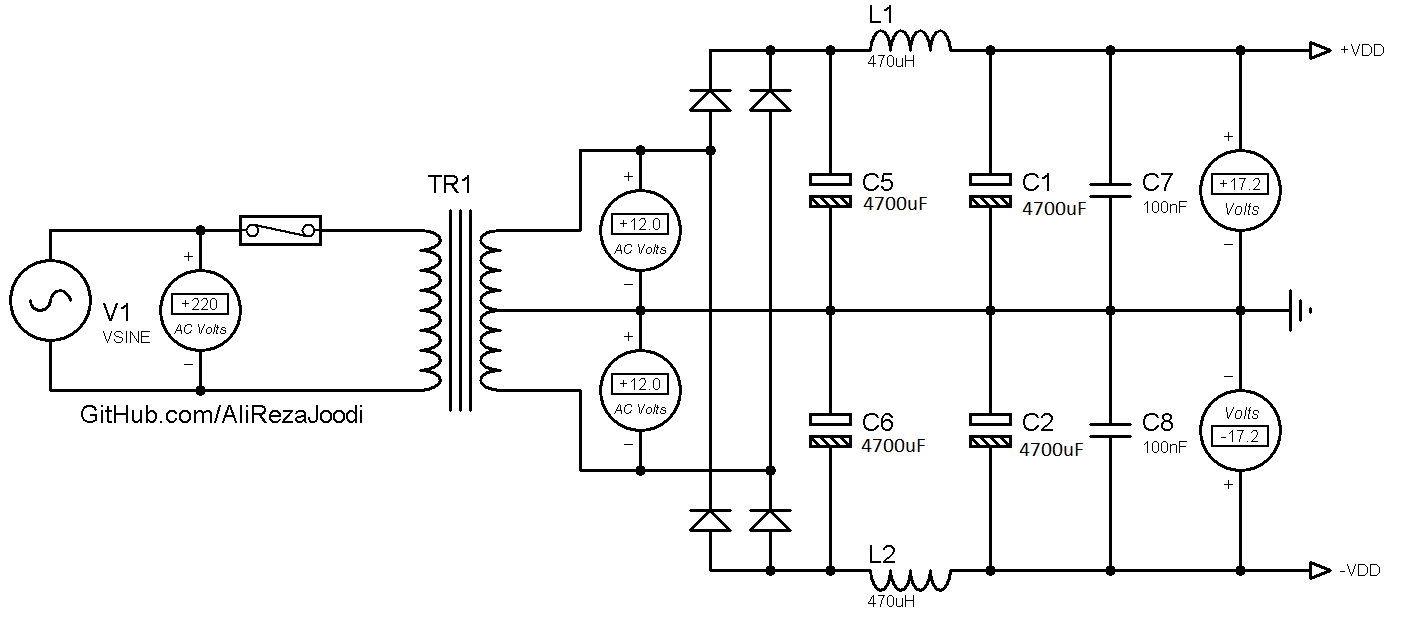 L1
470uH
+VDD
TR1
+
+12.0
AC Volts
−
C5
4700uF
C1
4700uF
C7
100nF
+
+17.2
Volts
−
V1
VSINE
+
+220
AC Volts
−
GitHub.com/AliRezaJoodi
+
+12.0
AC Volts
−
C6
4700uF
C2
4700uF
C8
100nF
−
Volts
-17.2
+
L2
470uH
-VDD